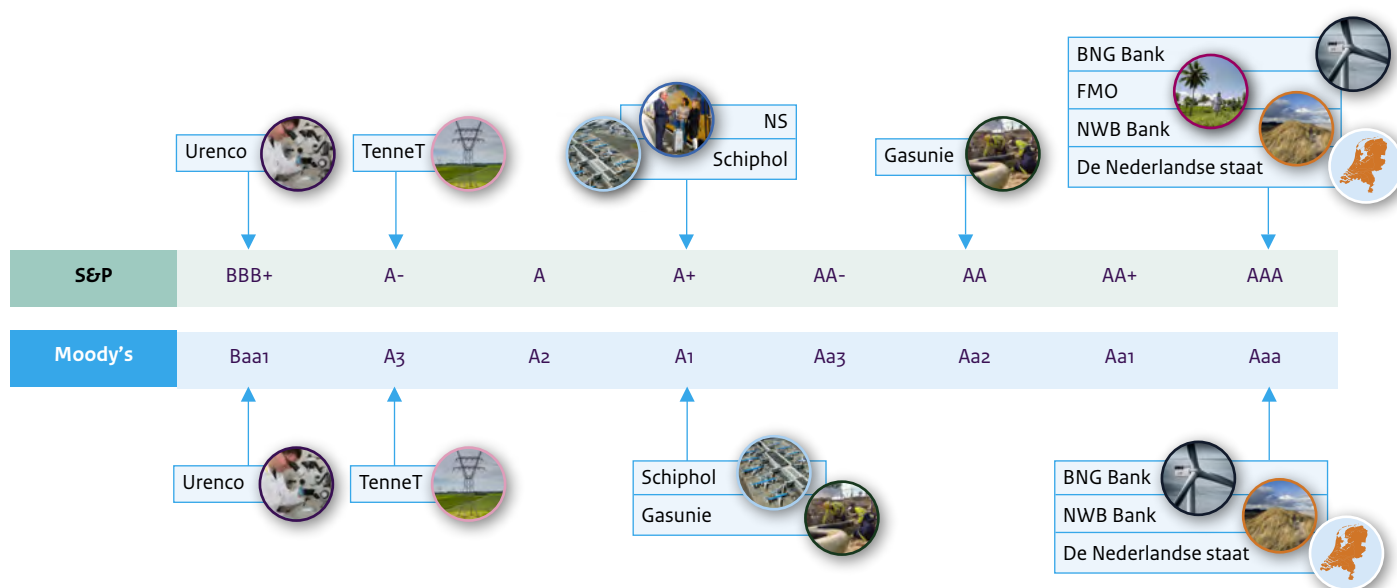 BNG Bank
FMO
NWB Bank
De Nederlandse staat
NS
Schiphol
Urenco
TenneT
Gasunie
S&P BBB+ A- A A+ AA- AA AA+ AAA
Moody's Baa1 A3 A2 A1 Aa3 Aa2 Aa1 Aaa
Urenco
TenneT
Schiphol
Gasunie
BNG Bank
NWB Bank
De Nederlandse staat